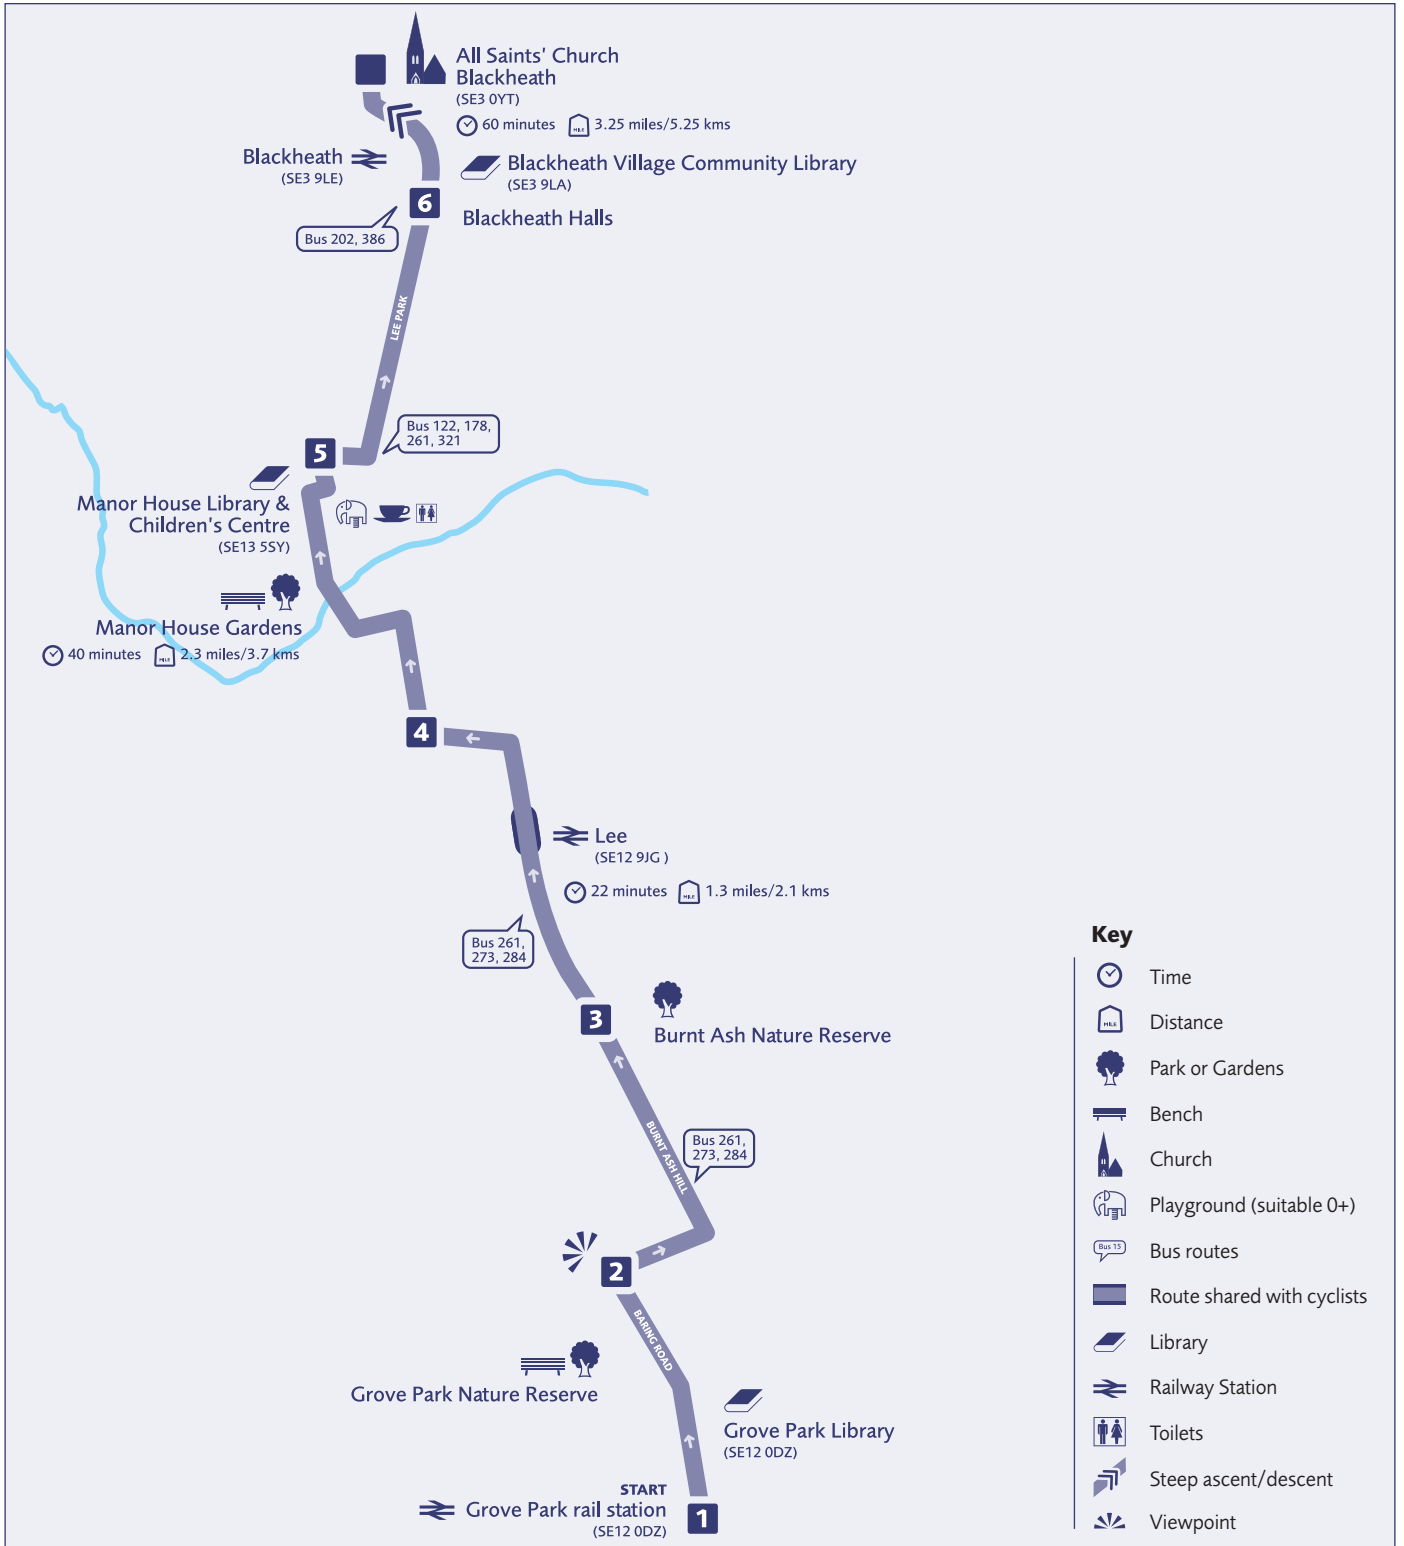 All Saints' Church
Blackheath
(SE3 0YT)
60 minutes
MILE
3.25 miles/5.25 kms
Blackheath
(SE3 9LE)
Blackheath Village Community Library
(SE3 9LA)
6
Blackheath Halls
Bus 202, 386
LEE PARK
Bus 122, 178,
261, 321
5
Manor House Library &
Children's Centre
(SE13 5SY)
Manor House Gardens
40 minutes
MILE
2.3 miles/3.7 kms
4
Lee
(SE12 9JG )
22 minutes
MILE
1.3 miles/2.1 kms
Bus 261,
273, 284
3
Burnt Ash Nature Reserve
BURNT ASH HILL
Bus 261,
273, 284
2
BARING ROAD
Grove Park Nature Reserve
Grove Park Library
(SE12 0DZ)
START
Grove Park rail station
(SE12 0DZ)
1
Key
Time
MILE
Distance
Park or Gardens
Bench
Church
Playground (suitable 0+)
Bus 15
Bus routes
Route shared with cyclists
Library
Railway Station
Toilets
Steep ascent/descent
Viewpoint